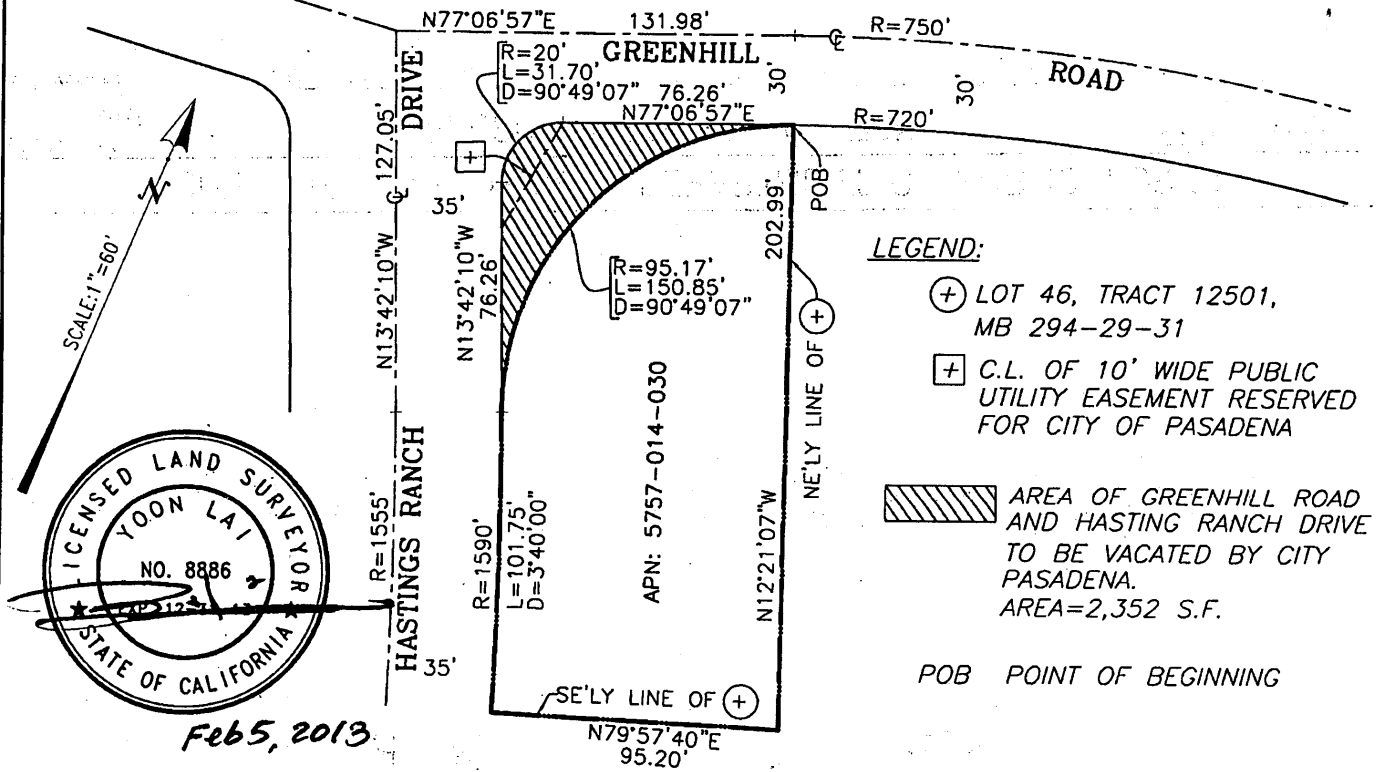 N77°06'57"E 131.98' R=750'
GREENHILL ROAD
R=20'
L=31.70'
D=90°49'07"
76.26'
N77°06'57"E
30'
30'
R=720'
POB
127.05'
DRIVE
35'
N13°42'10"W
N13°42'10"W
76.26'
R=95.17'
L=150.85'
D=90°49'07"
202.99'
NE'LY LINE OF +
N12°21'07"W
APN: 5757-014-030
SCALE:1"=60'
N
R=1555'
HASTINGS RANCH
35'
R=1590'
L=101.75'
D=3°40'00"
SE'LY LINE OF +
N79°57'40"E
95.20'
LEGEND:
+ LOT 46, TRACT 12501,
MB 294-29-31
+ C.L. OF 10' WIDE PUBLIC
UTILITY EASEMENT RESERVED
FOR CITY OF PASADENA
AREA OF GREENHILL ROAD
AND HASTING RANCH DRIVE
TO BE VACATED BY CITY
PASADENA.
AREA=2,352 S.F.
POB POINT OF BEGINNING
LICENSED LAND SURVEYOR
YOON LAI
NO. 8886
STATE OF CALIFORNIA
Feb 5, 2013